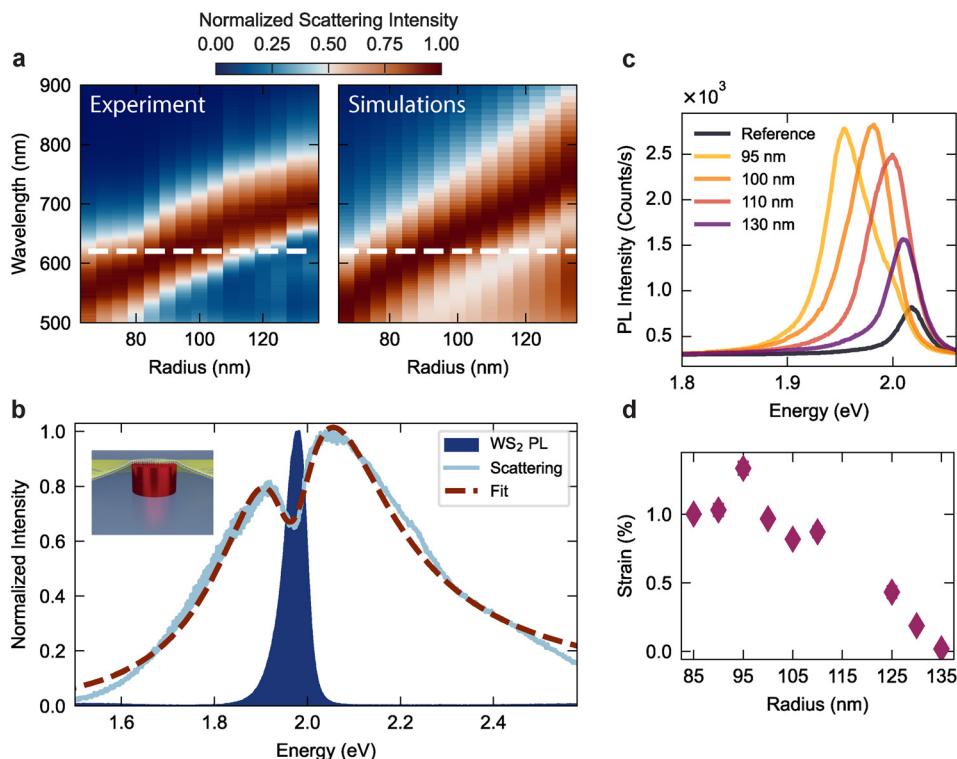 Normalized Scattering Intensity
0.00 0.25 0.50 0.75 1.00
a
Experiment
Simulations
Wavelength (nm)
900
800
700
600
500
80 100 120
80 100 120
Radius (nm)
Radius (nm)
b
WS₂ PL
Scattering
Fit
Normalized Intensity
1.0
0.8
0.6
0.4
0.2
0
1.6 1.8 2.0 2.2 2.4
Energy (eV)
c
×10³
Reference
95 nm
100 nm
110 nm
130 nm
PL Intensity (Counts/s)
2.5
2.0
1.5
1.0
0.5
1.8 1.9 2.0
Energy (eV)
d
Strain (%)
1.0
0.5
0.0
85 95 105 115 125 135
Radius (nm)